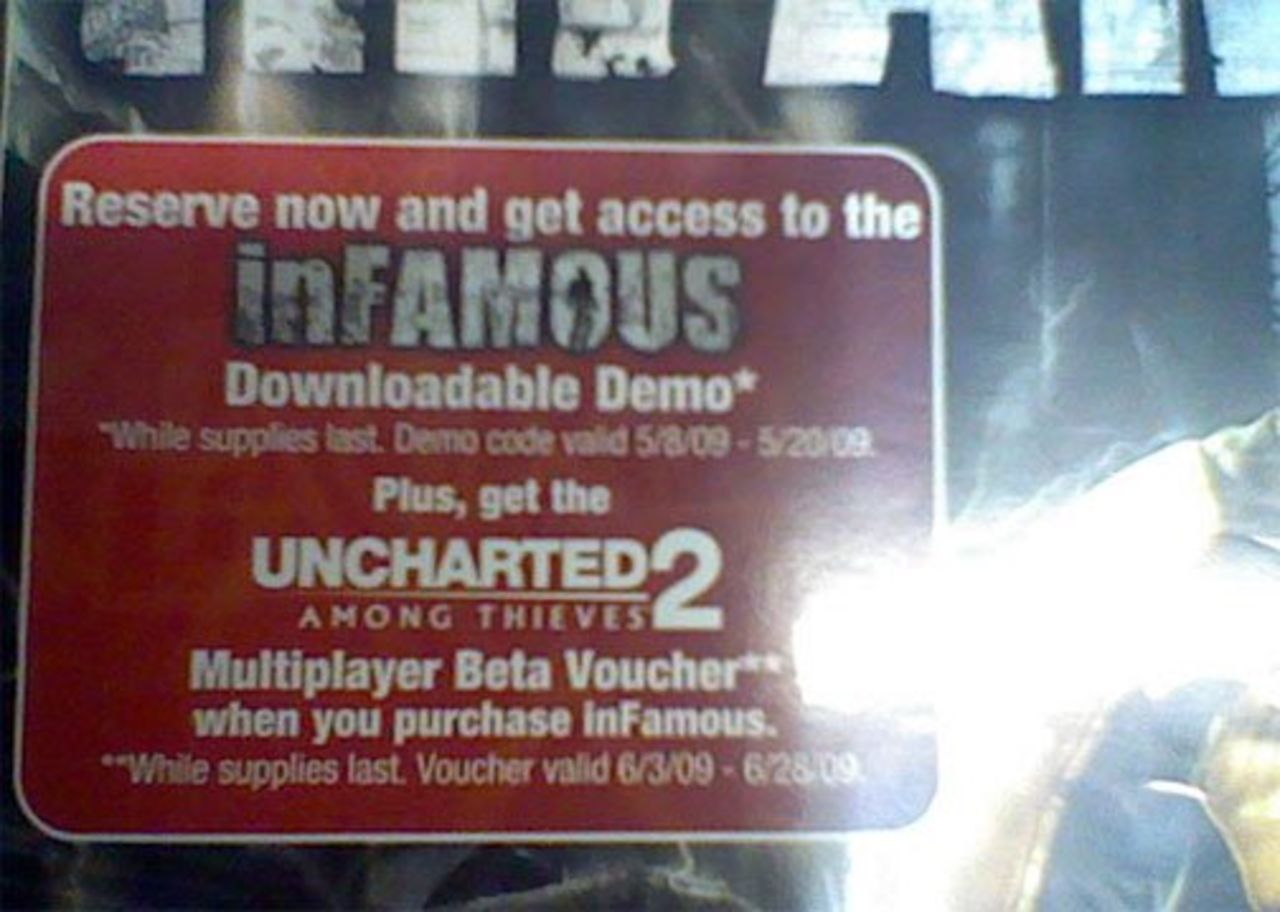 Reserve now and get access to the
inFAMOUS
Downloadable Demo*
*While supplies last. Demo code valid 5/8/09 - 5/20/09.
Plus, get the
UNCHARTED 2
AMONG THIEVES
Multiplayer Beta Voucher**
when you purchase inFamous.
**While supplies last. Voucher valid 6/3/09 - 6/28/09.